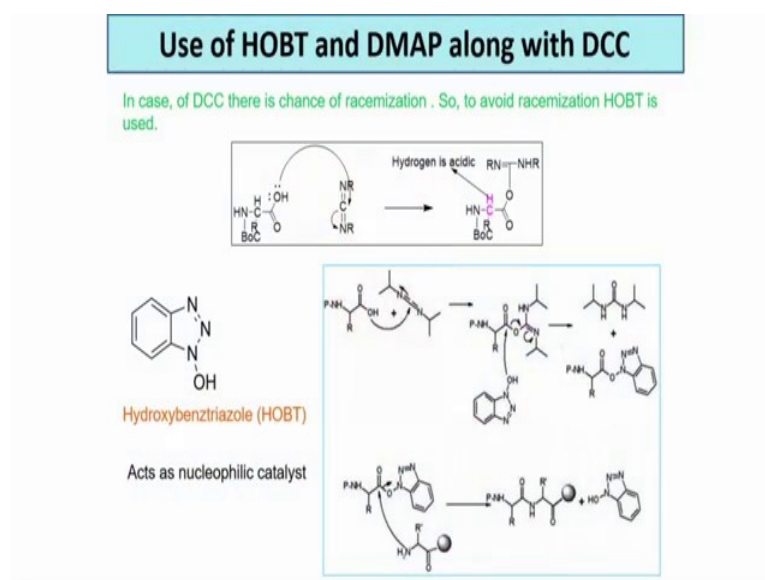 Use of HOBT and DMAP along with DCC
In case, of DCC there is chance of racemization . So, to avoid racemization HOBT is
used.
Hydrogen is acidic
RN
NHR
H
:OH
NR
HN-C
C
R
O
NR
BoC
H
O
HN-C
R
O
BoC
P-NH
O
OH
R
+
N
N
O
HN
P-NH
O
N
R
OH
N
N
N
O
N
H
N
H
+
P-NH
O
O
N
N=N
R
N
N
N
OH
Hydroxybenztriazole (HOBT)
Acts as nucleophilic catalyst
P-NH
O
O
N
N=N
R
R'
H₂N
O
P-NH
O
R
N
H
R'
O
+
HO
N
N=N